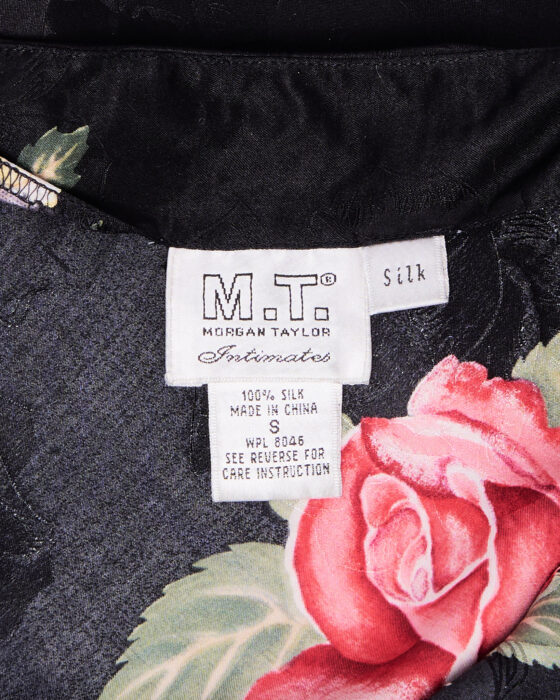 M.T.®
MORGAN TAYLOR
Intimates
Silk
100% SILK
MADE IN CHINA
S
WPL 8046
SEE REVERSE FOR
CARE INSTRUCTION